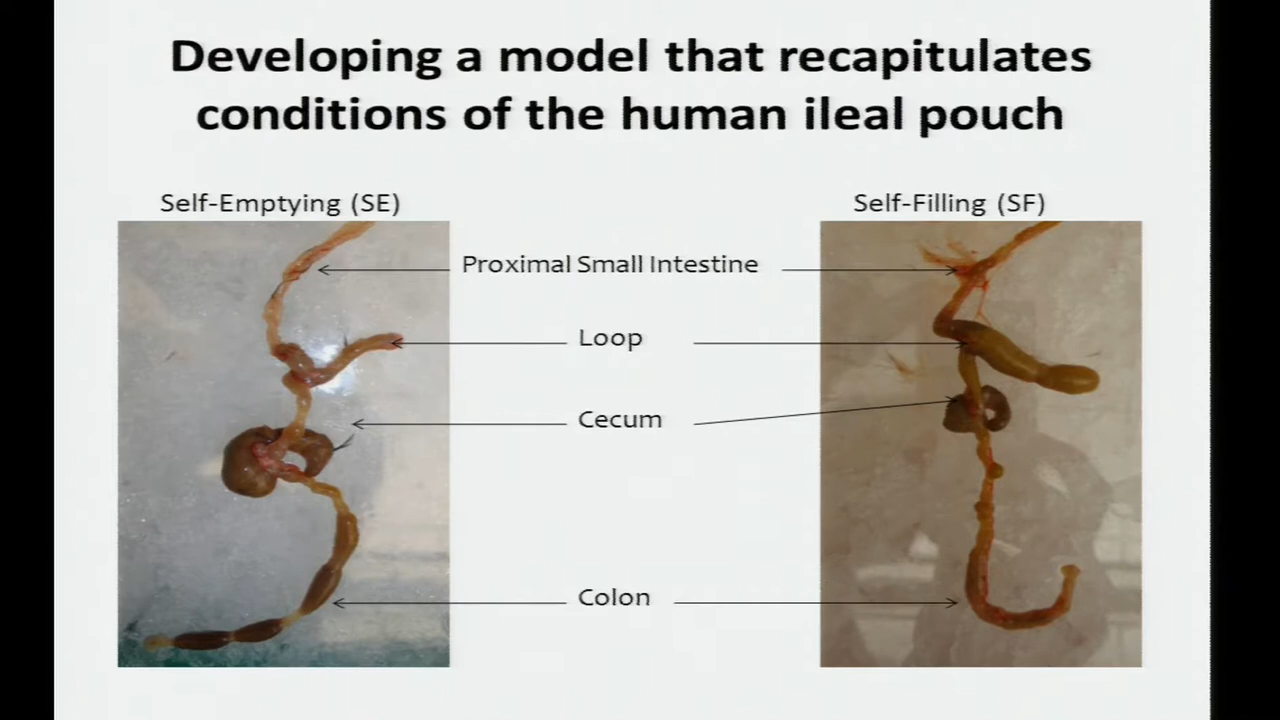 Developing a model that recapitulates
conditions of the human ileal pouch
Self-Emptying (SE)
Self-Filling (SF)
Proximal Small Intestine
Loop
Cecum
Colon